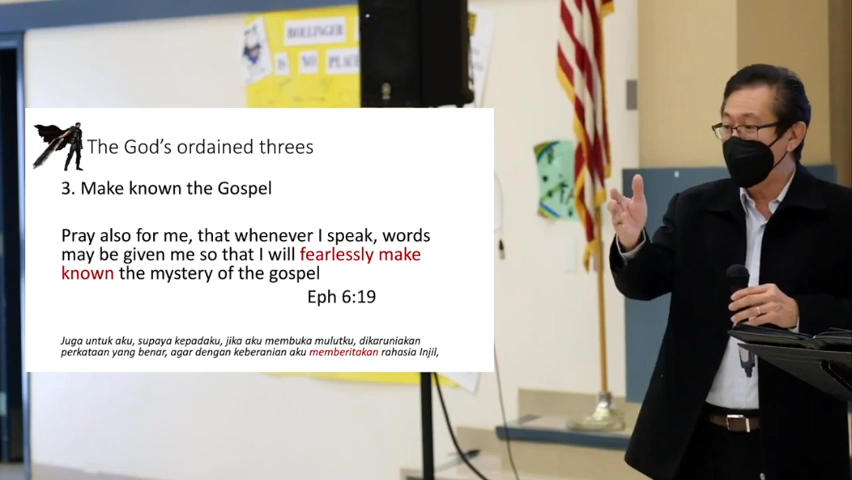 BOLLINGER
IS NO PLACE
The God's ordained threes
3. Make known the Gospel
Pray also for me, that whenever I speak, words
may be given me so that I will fearlessly make
known the mystery of the gospel
Eph 6:19
Juga untuk aku, supaya kepadaku, jika aku membuka mulutku, dikaruniakan
perkataan yang benar, agar dengan keberanian aku memberitakan rahasia Injil,